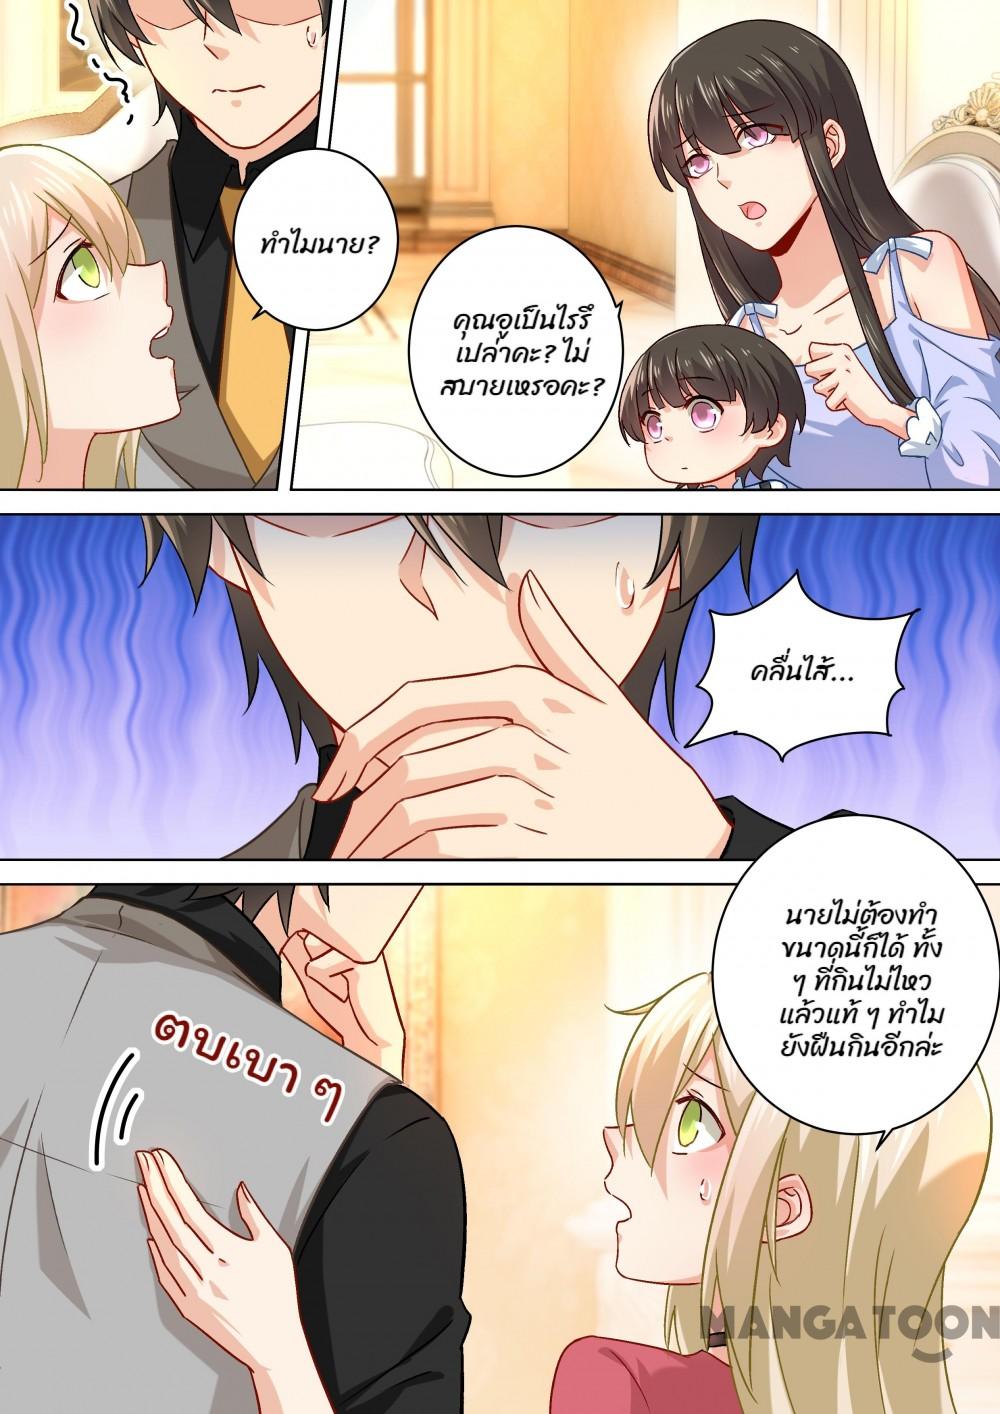 ทำไมนาย?
คุณอูเป็นไรรึ
เปล่าคะ? ไม่
สบายเหรอคะ?
คลื่นไส้...
นายไม่ต้องทำ
ขนาดนี้ก็ได้ ทั้ง
ๆ ที่กินไม่ไหว
แล้วแท้ ๆ ทำไม
ยังฝืนกินอีกล่ะ
ตบเบา ๆ
MANGATOON